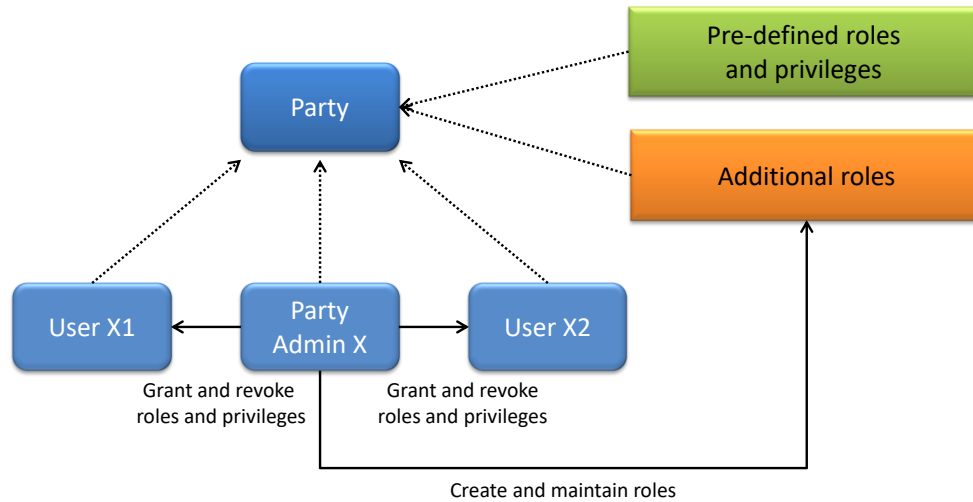 Pre-defined roles
and privileges
Party
Additional roles
User X1
Party
Admin X
User X2
Grant and revoke
roles and privileges
Grant and revoke
roles and privileges
Create and maintain roles